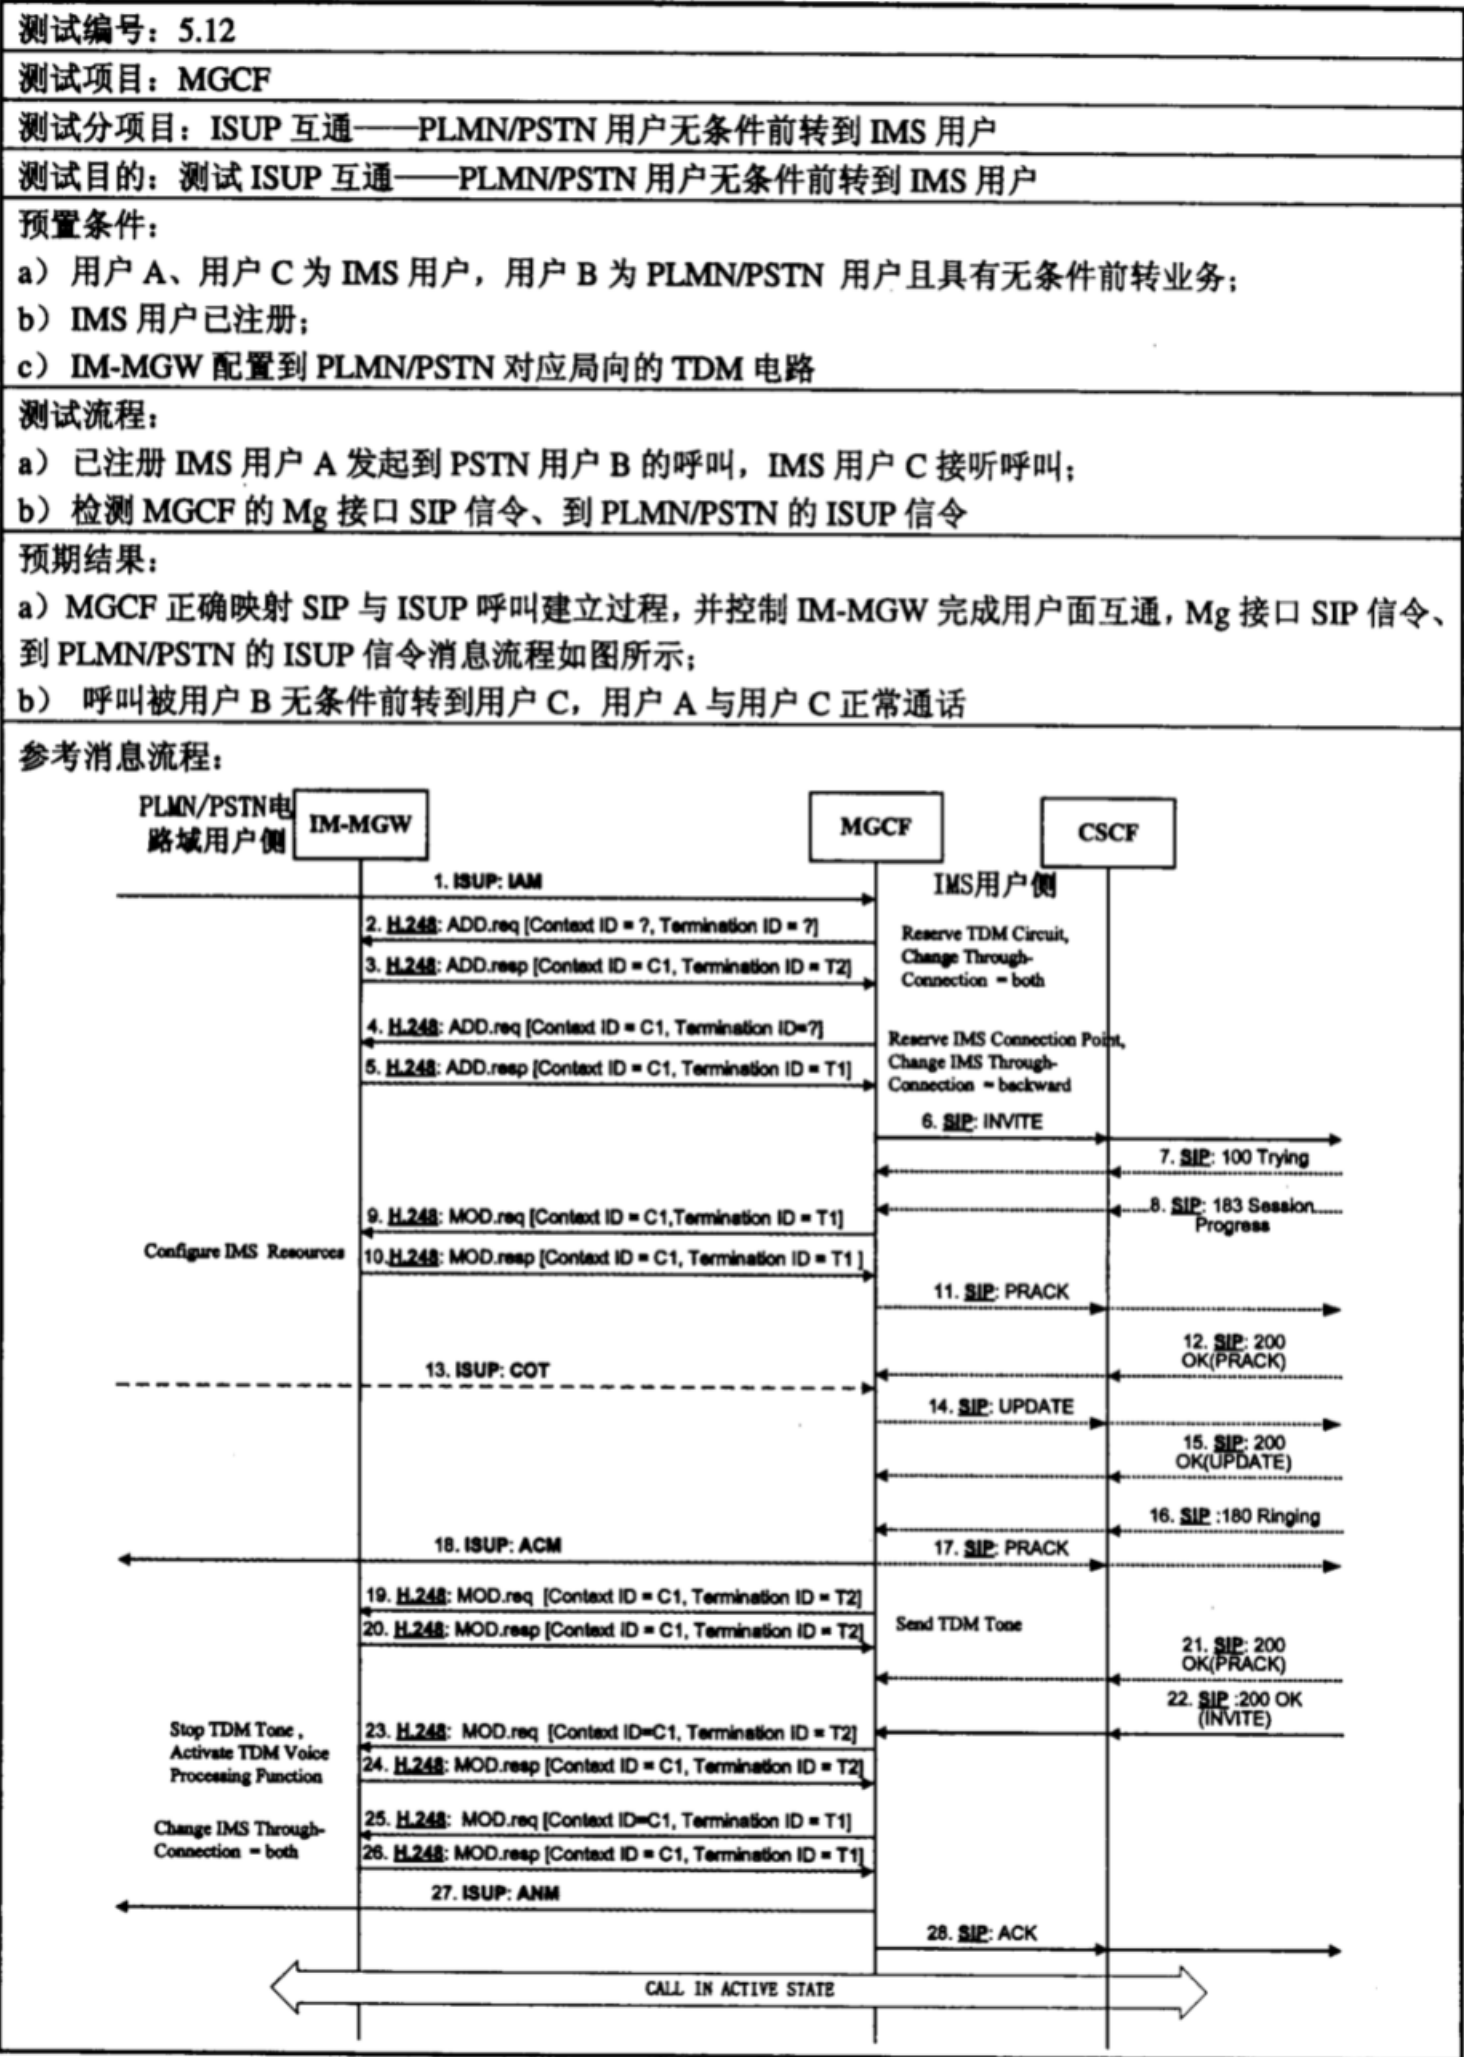 测试编号：5.12
测试项目：MGCF
测试分项目：ISUP 互通——PLMN/PSTN 用户无条件前转到 IMS 用户
测试目的：测试 ISUP 互通——PLMN/PSTN 用户无条件前转到 IMS 用户
预置条件：
a） 用户 A、用户 C 为 IMS 用户，用户 B 为 PLMN/PSTN 用户且具有无条件前转业务；
b） IMS 用户已注册；
c） IM-MGW 配置到 PLMN/PSTN 对应局向的 TDM 电路
测试流程：
a） 已注册 IMS 用户 A 发起到 PSTN 用户 B 的呼叫，IMS 用户 C 接听呼叫；
b） 检测 MGCF 的 Mg 接口 SIP 信令、到 PLMN/PSTN 的 ISUP 信令
预期结果：
a）MGCF 正确映射 SIP 与 ISUP 呼叫建立过程，并控制 IM-MGW 完成用户面互通，Mg 接口 SIP 信令、
到 PLMN/PSTN 的 ISUP 信令消息流程如图所示；
b） 呼叫被用户 B 无条件前转到用户 C，用户 A 与用户 C 正常通话
参考消息流程：
PLMN/PSTN电
路域用户侧
IM-MGW
MGCF
CSCF
1. ISUP: IAM
IMS用户侧
2. H.248: ADD.req [Context ID = ?, Termination ID = ?]
3. H.248: ADD.resp [Context ID = C1, Termination ID = T2]
Reserve TDM Circuit,
Change Through-
Connection = both
4. H.248: ADD.req [Context ID = C1, Termination ID=?]
5. H.248: ADD.resp [Context ID = C1, Termination ID = T1]
Reserve IMS Connection Point,
Change IMS Through-
Connection = backward
6. SIP: INVITE
7. SIP: 100 Trying
8. SIP: 183 Session
Progress
9. H.248: MOD.req [Context ID = C1,Termination ID = T1]
Configure IMS Resources
10.H.248: MOD.resp [Context ID = C1, Termination ID = T1 ]
11. SIP: PRACK
12. SIP: 200
OK(PRACK)
13. ISUP: COT
14. SIP: UPDATE
15. SIP: 200
OK(UPDATE)
16. SIP :180 Ringing
18. ISUP: ACM
17. SIP: PRACK
19. H.248: MOD.req [Context ID = C1, Termination ID = T2]
20. H.248: MOD.resp [Context ID = C1, Termination ID = T2]
Send TDM Tone
21. SIP: 200
OK(PRACK)
22. SIP :200 OK
(INVITE)
Stop TDM Tone ,
Activate TDM Voice
Processing Function
23. H.248: MOD.req [Context ID=C1, Termination ID = T2]
24. H.248: MOD.resp [Context ID = C1, Termination ID = T2]
Change IMS Through-
Connection = both
25. H.248: MOD.req [Context ID=C1, Termination ID = T1]
26. H.248: MOD.resp [Context ID = C1, Termination ID = T1]
27. ISUP: ANM
28. SIP: ACK
CALL IN ACTIVE STATE